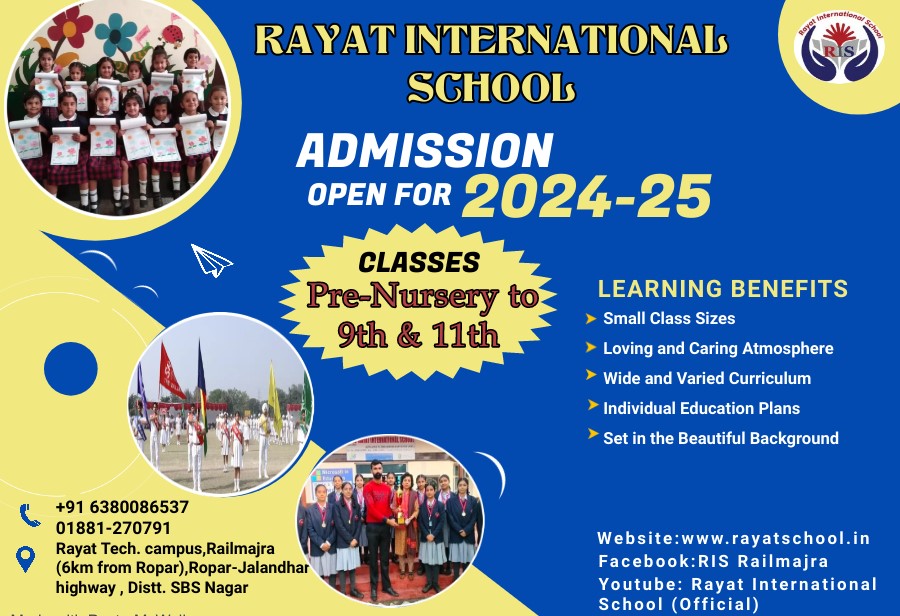 RAYAT INTERNATIONAL
SCHOOL
Rayat International School
RIS
ADMISSION
OPEN FOR 2024-25
CLASSES
Pre-Nursery to
9th & 11th
LEARNING BENEFITS
Small Class Sizes
Loving and Caring Atmosphere
Wide and Varied Curriculum
Individual Education Plans
Set in the Beautiful Background
+91 6380086537
01881-270791
Rayat Tech. campus,Railmajra
(6km from Ropar),Ropar-Jalandhar
highway , Distt. SBS Nagar
Website:www.rayatschool.in
Facebook:RIS Railmajra
Youtube: Rayat International
School (Official)